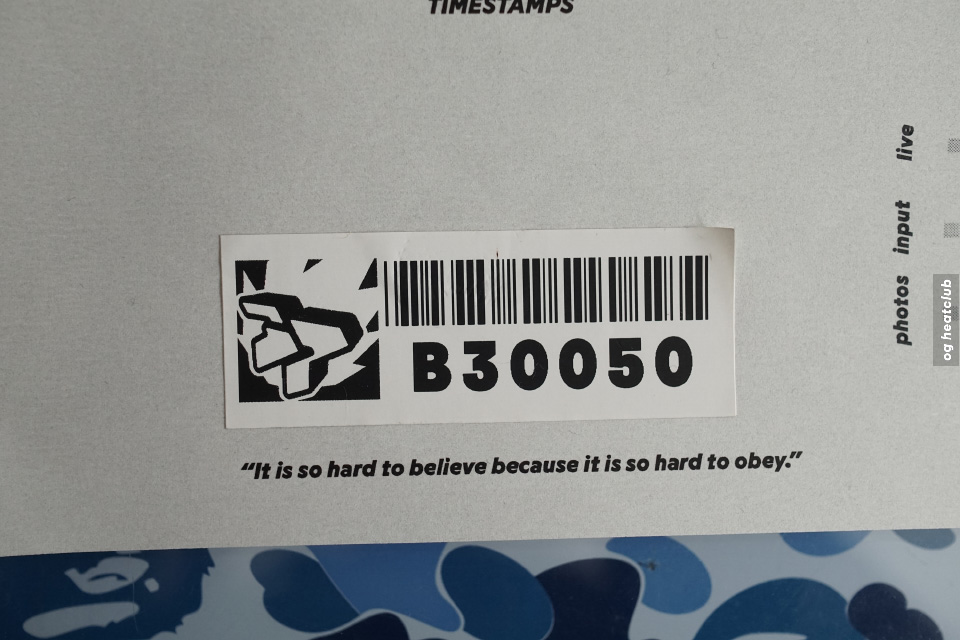 TIMESTAMPS
live
input
photos
og heatclub
B30050
“It is so hard to believe because it is so hard to obey.”